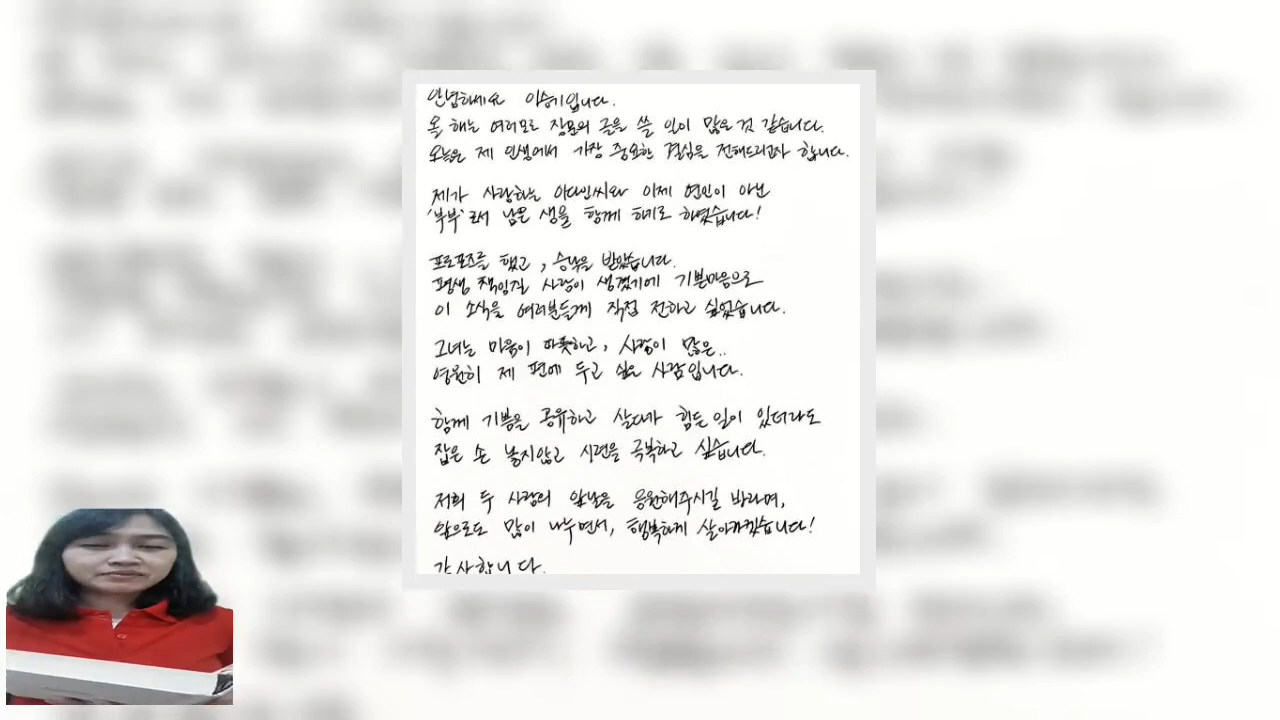 안녕하세요 이승기입니다.
올 해는 여러모로 장문의 글을 쓸 일이 많은 것 같습니다.
오늘은 제 인생에서 가장 중요한 결심을 전해드리고자 합니다.
제가 사랑하는 이다인씨와 이제 연인이 아닌
'부부'로서 남은 생을 함께 하기로 하였습니다!
프로포즈를 했고, 승낙을 받았습니다.
평생 책임질 사람이 생겼기에 기쁜마음으로
이 소식을 여러분들께 직접 전하고 싶었습니다.
그녀는 마음이 따뜻하고, 사랑이 많은..
영원히 제 편에 두고 싶은 사람입니다.
함께 기쁨을 공유하고 살다가 힘든 일이 있더라도
잡은 손 놓지않고 시련을 극복하고 싶습니다.
저희 두 사람의 앞날을 응원해주시길 바라며,
앞으로도 많이 나누면서, 행복하게 살아가겠습니다!
감사합니다.